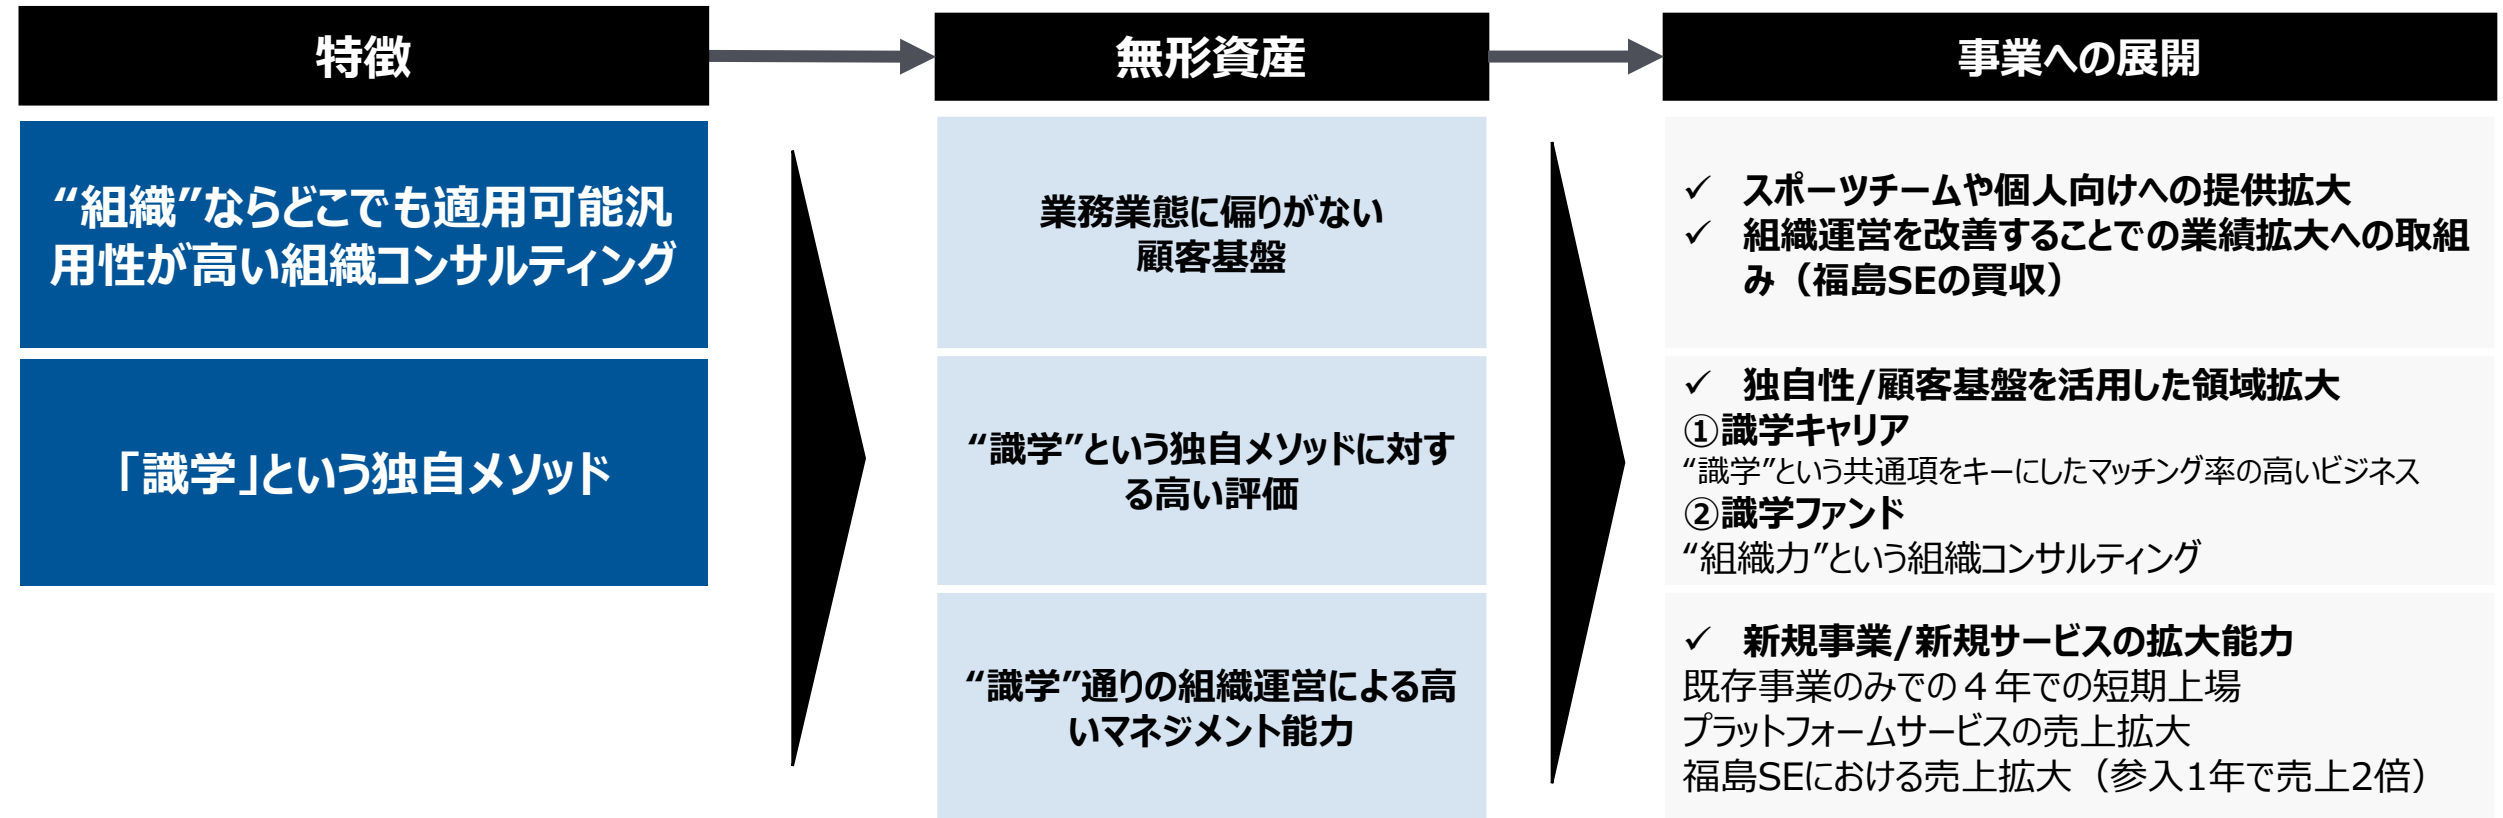 特徴
無形資産
事業への展開
“組織”ならどこでも適用可能汎
用性が高い組織コンサルティング
「識学」という独自メソッド
業務業態に偏りがない
顧客基盤
“識学”という独自メソッドに対す
る高い評価
“識学”通りの組織運営による高
いマネジメント能力
✓ スポーツチームや個人向けへの提供拡大
✓ 組織運営を改善することでの業績拡大への取組
み（福島SEの買収）
✓ 独自性/顧客基盤を活用した領域拡大
①識学キャリア
“識学”という共通項をキーにしたマッチング率の高いビジネス
②識学ファンド
“組織力”という組織コンサルティング
✓ 新規事業/新規サービスの拡大能力
既存事業のみでの４年での短期上場
プラットフォームサービスの売上拡大
福島SEにおける売上拡大（参入1年で売上2倍）